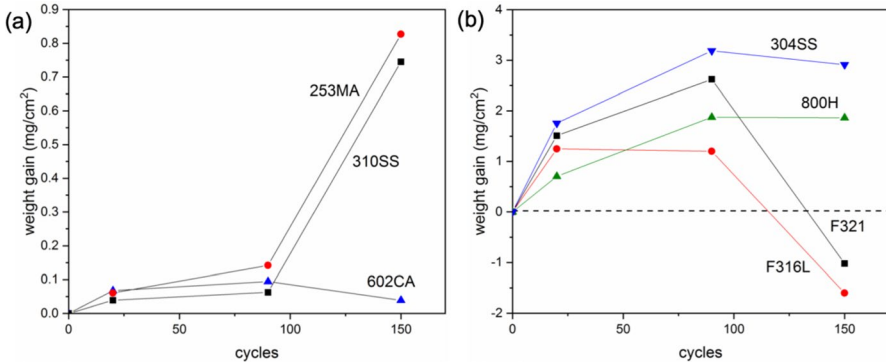 (a)
0.9
0.8
0.7
0.6
0.5
0.4
0.3
0.2
0.1
0.0
weight gain (mg/cm²)
253MA
310SS
602CA
0
50
100
150
cycles
(b)
4
3
2
1
0
-1
-2
weight gain (mg/cm²)
304SS
800H
F321
F316L
0
50
100
150
cycles